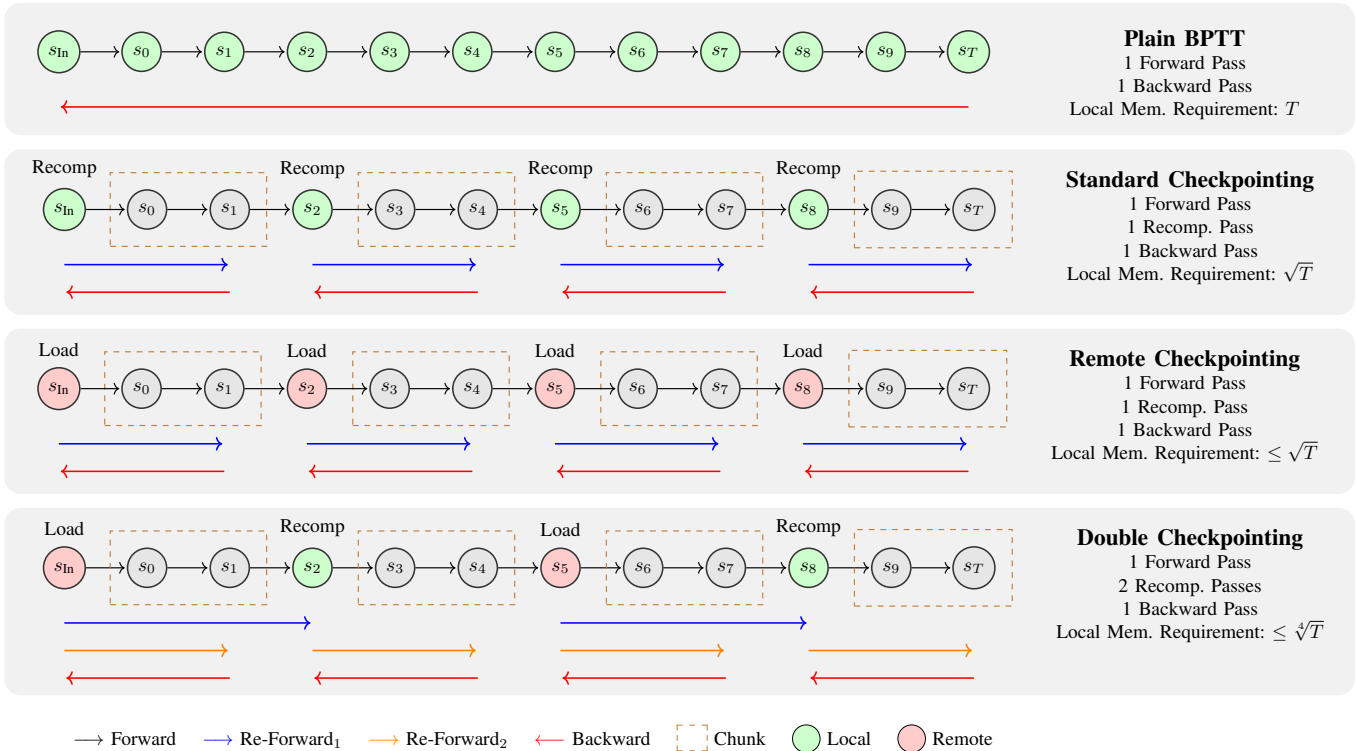 s_In s_0 s_1 s_2 s_3 s_4 s_5 s_6 s_7 s_8 s_9 s_T
Plain BPTT
1 Forward Pass
1 Backward Pass
Local Mem. Requirement: T
Recomp Recomp Recomp Recomp
s_In s_0 s_1 s_2 s_3 s_4 s_5 s_6 s_7 s_8 s_9 s_T
Standard Checkpointing
1 Forward Pass
1 Recomp. Pass
1 Backward Pass
Local Mem. Requirement: √T
Load Load Load Load
s_In s_0 s_1 s_2 s_3 s_4 s_5 s_6 s_7 s_8 s_9 s_T
Remote Checkpointing
1 Forward Pass
1 Recomp. Pass
1 Backward Pass
Local Mem. Requirement: ≤ √T
Load Recomp Load Recomp
s_In s_0 s_1 s_2 s_3 s_4 s_5 s_6 s_7 s_8 s_9 s_T
Double Checkpointing
1 Forward Pass
2 Recomp. Passes
1 Backward Pass
Local Mem. Requirement: ≤ ∜T
Forward Re-Forward₁ Re-Forward₂ Backward Chunk Local Remote